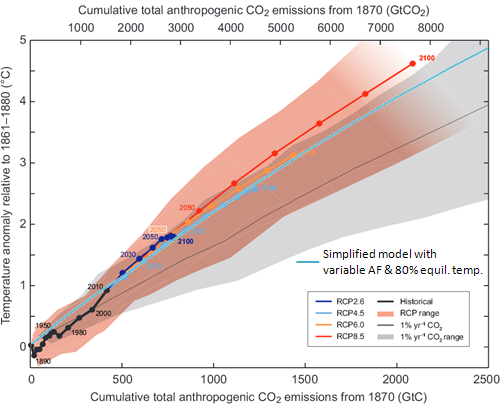 Cumulative total anthropogenic CO₂ emissions from 1870 (GtCO₂)
1000 2000 3000 4000 5000 6000 7000 8000
Temperature anomaly relative to 1861–1880 (°C)
5
4
3
2
1
0
2100
2050
2050
2050
2100
2030
2010
1950
2000
1980
1890
Simplified model with
variable AF & 80% equil. temp.
RCP2.6 Historical
RCP4.5 RCP range
RCP6.0 1% yr⁻¹ CO₂
RCP8.5 1% yr⁻¹ CO₂ range
0 500 1000 1500 2000 2500
Cumulative total anthropogenic CO₂ emissions from 1870 (GtC)